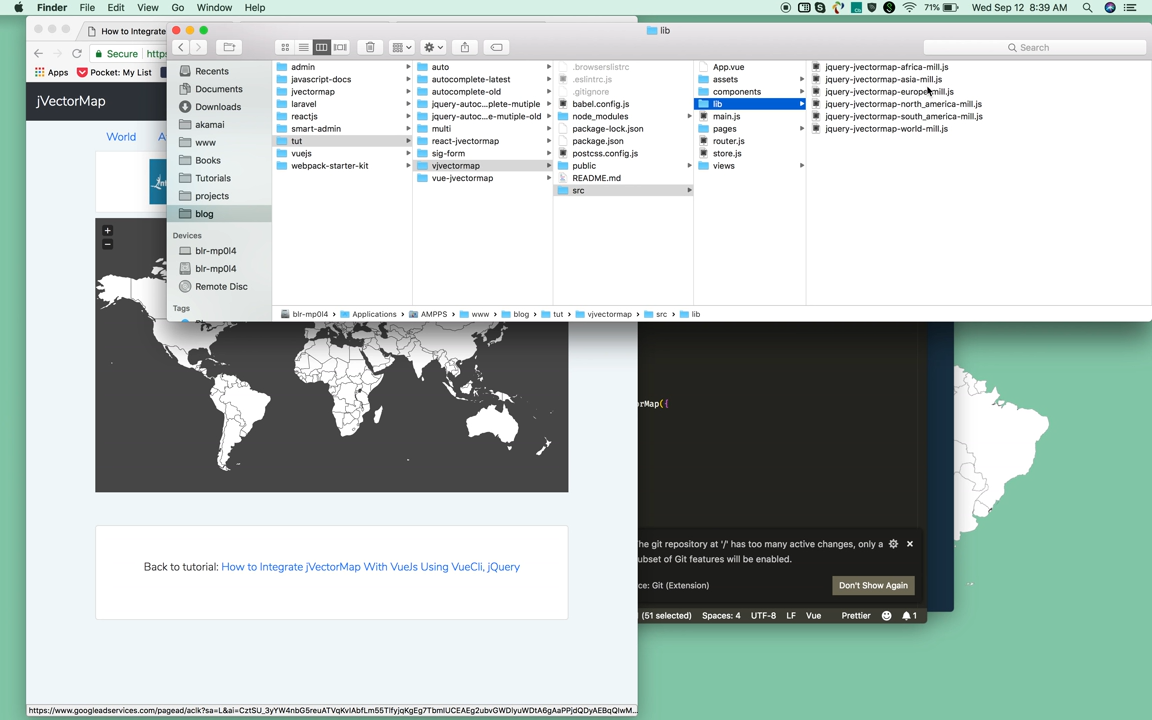 Finder File Edit View Go Window Help 71% Wed Sep 12 8:39 AM
How to Integrate
Secure https
Apps Pocket: My List
jVectorMap
World A
lib
Search
Recents
Documents
Downloads
akamai
www
Books
Tutorials
projects
blog
Devices
blr-mp0l4
blr-mp0l4
Remote Disc
Tags
admin
javascript-docs
jvectormap
laravel
reactjs
smart-admin
tut
vuejs
webpack-starter-kit
auto
autocomplete-latest
autocomplete-old
jquery-autoc...plete-mutiple
jquery-autoc...e-mutiple-old
multi
react-jvectormap
sig-form
vjvectormap
vue-jvectormap
.browserslistrc
.eslintrc.js
.gitignore
babel.config.js
node_modules
package-lock.json
package.json
postcss.config.js
public
README.md
src
App.vue
assets
components
lib
main.js
pages
router.js
store.js
views
jquery-jvectormap-africa-mill.js
jquery-jvectormap-asia-mill.js
jquery-jvectormap-europe-mill.js
jquery-jvectormap-north_america-mill.js
jquery-jvectormap-south_america-mill.js
jquery-jvectormap-world-mill.js
blr-mp0l4 › Applications › AMPPS › www › blog › tut › vjvectormap › src › lib
+
−
orMap({
Back to tutorial: How to Integrate jVectorMap With VueJs Using VueCli, jQuery
he git repository at '/' has too many active changes, only a
ubset of Git features will be enabled.
ce: Git (Extension)
Don't Show Again
(51 selected) Spaces: 4 UTF-8 LF Vue Prettier 1